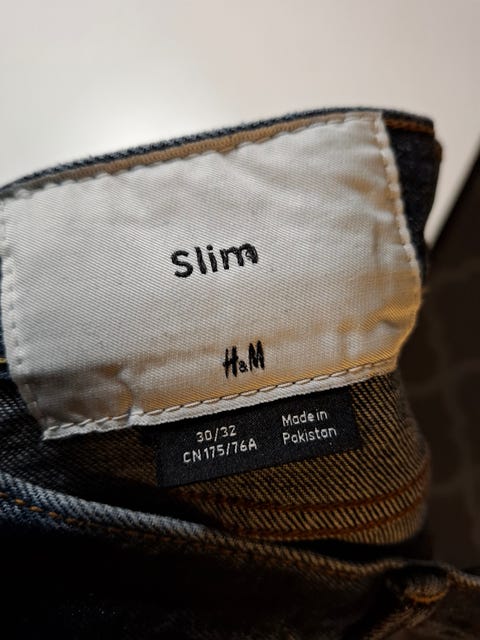 Slim
H&M
30/32
CN175/76A
Made in
Pakistan